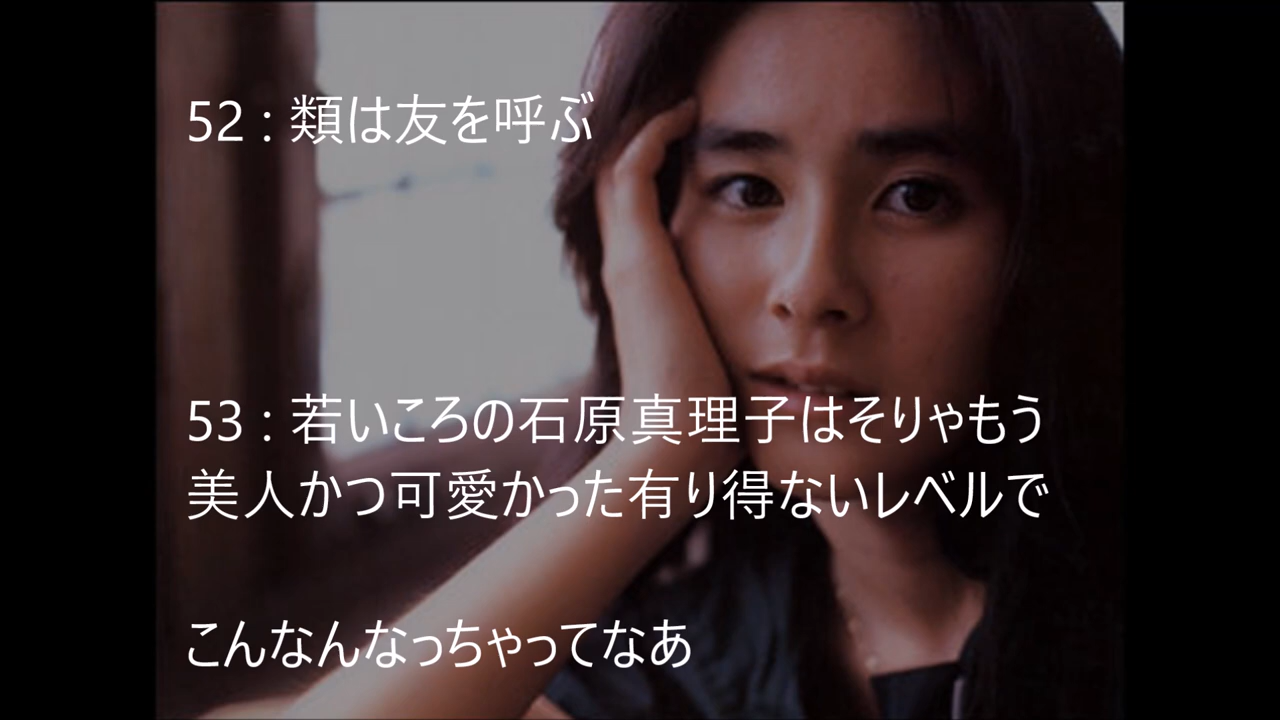 52 : 類は友を呼ぶ
53 : 若いころの石原真理子はそりゃもう
美人かつ可愛かった有り得ないレベルで
こんなんなっちゃってなあ